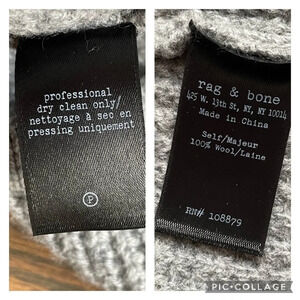 professional
dry clean only/
nettoyage à sec en
pressing uniquement
P
rag & bone
425 W. 13th St, NY, NY 10014
Made in China
Self/Majeur
100% Wool/Laine
RN# 108879
PIC•COLLAGE